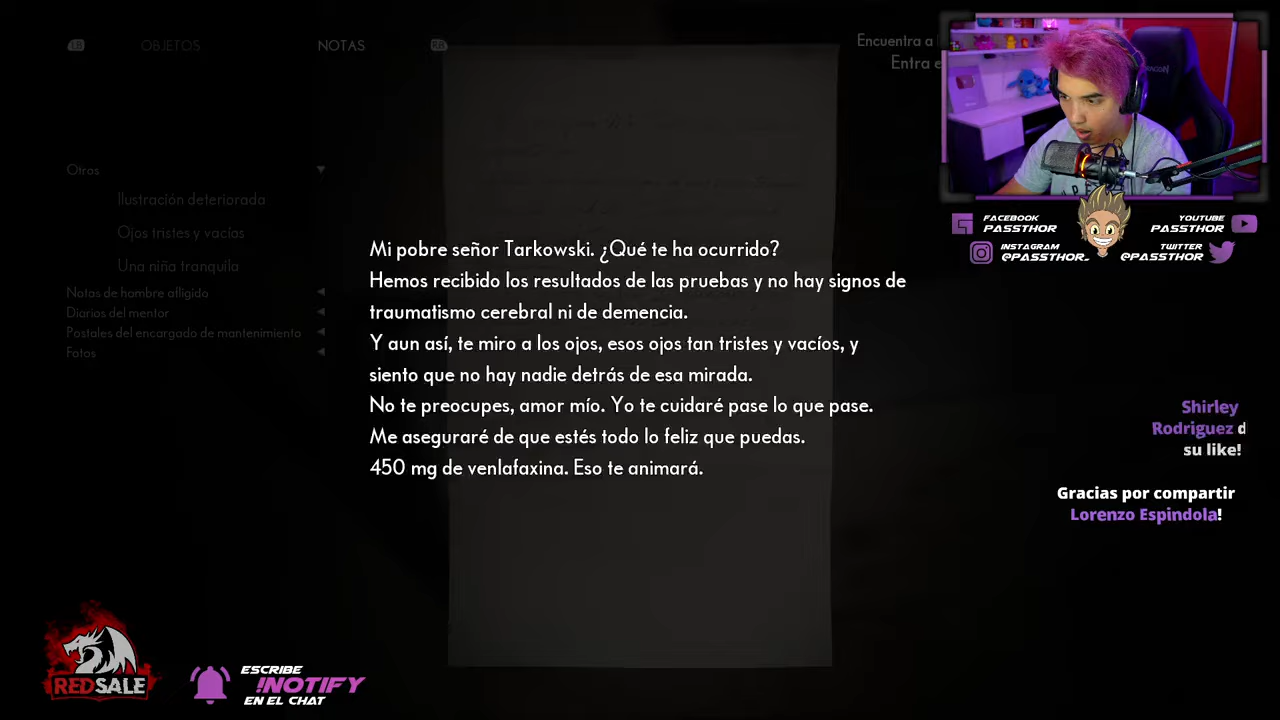 LB
OBJETOS
NOTAS
RB
Encuentra a
Entra e
Otros
Ilustración deteriorada
Ojos tristes y vacías
Una niña tranquila
Notas de hombre afligido
Diarios del mentor
Postales del encargado de mantenimiento
Fotos
Mi pobre señor Tarkowski. ¿Qué te ha ocurrido?
Hemos recibido los resultados de las pruebas y no hay signos de
traumatismo cerebral ni de demencia.
Y aun así, te miro a los ojos, esos ojos tan tristes y vacíos, y
siento que no hay nadie detrás de esa mirada.
No te preocupes, amor mío. Yo te cuidaré pase lo que pase.
Me aseguraré de que estés todo lo feliz que puedas.
450 mg de venlafaxina. Eso te animará.
FACEBOOK
PASSTHOR
YOUTUBE
PASSTHOR
INSTAGRAM
@PASSTHOR_
TWITTER
@PASSTHOR
Shirley
Rodriguez d
su like!
Gracias por compartir
Lorenzo Espindola!
REDSALE
ESCRIBE
!NOTIFY
EN EL CHAT